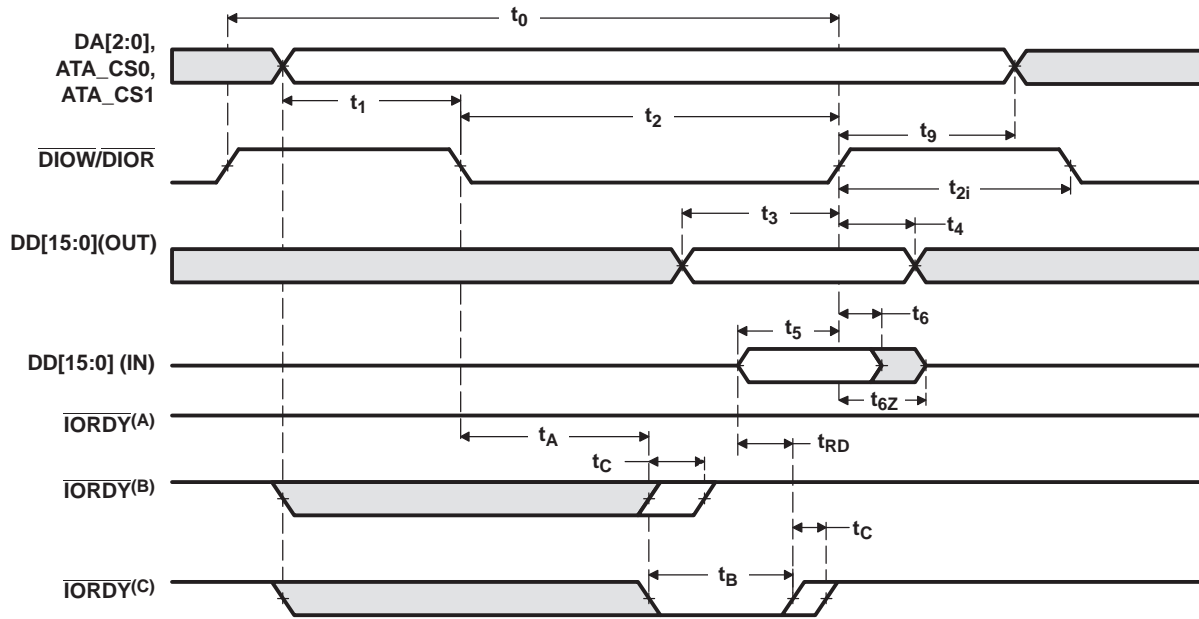 t0
DA[2:0],
ATA_CS0,
ATA_CS1
t1
t2
t9
DIOW/DIOR
t2i
t3
t4
DD[15:0](OUT)
t6
t5
DD[15:0] (IN)
t6Z
IORDY(A)
tA
tRD
tC
IORDY(B)
tC
tB
IORDY(C)